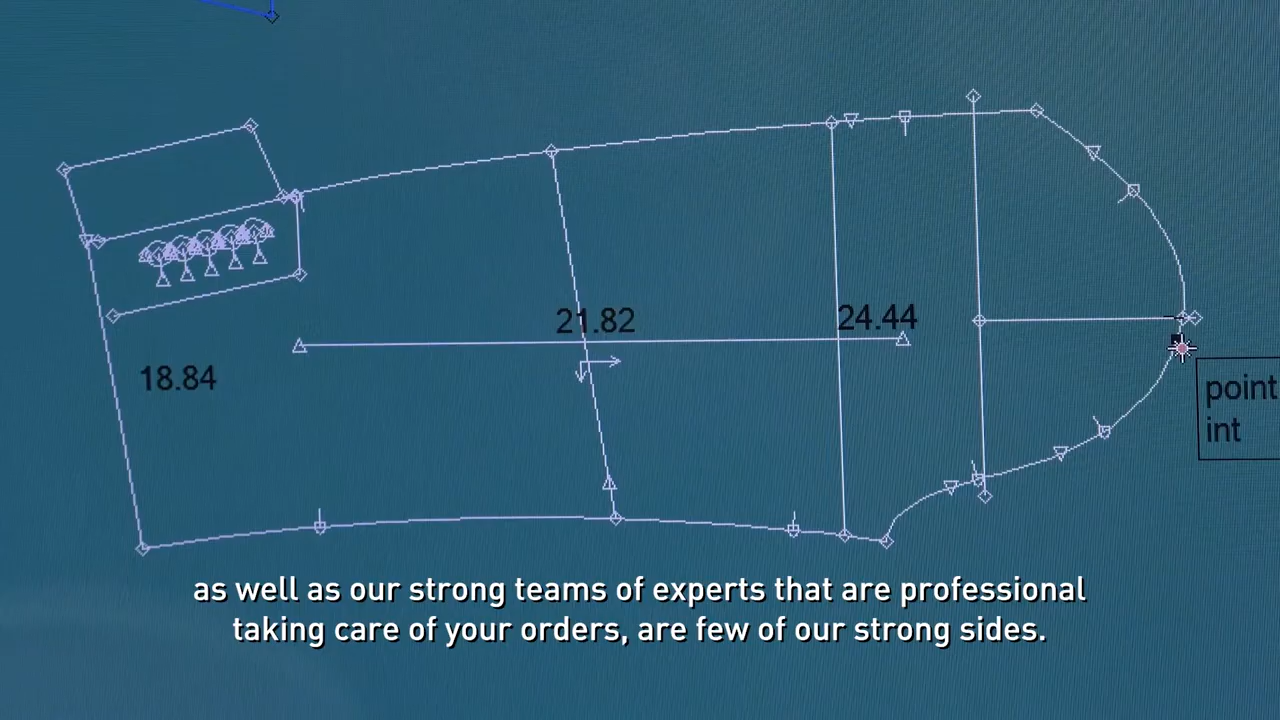 21.82
24.44
18.84
point
int
as well as our strong teams of experts that are professional
taking care of your orders, are few of our strong sides.